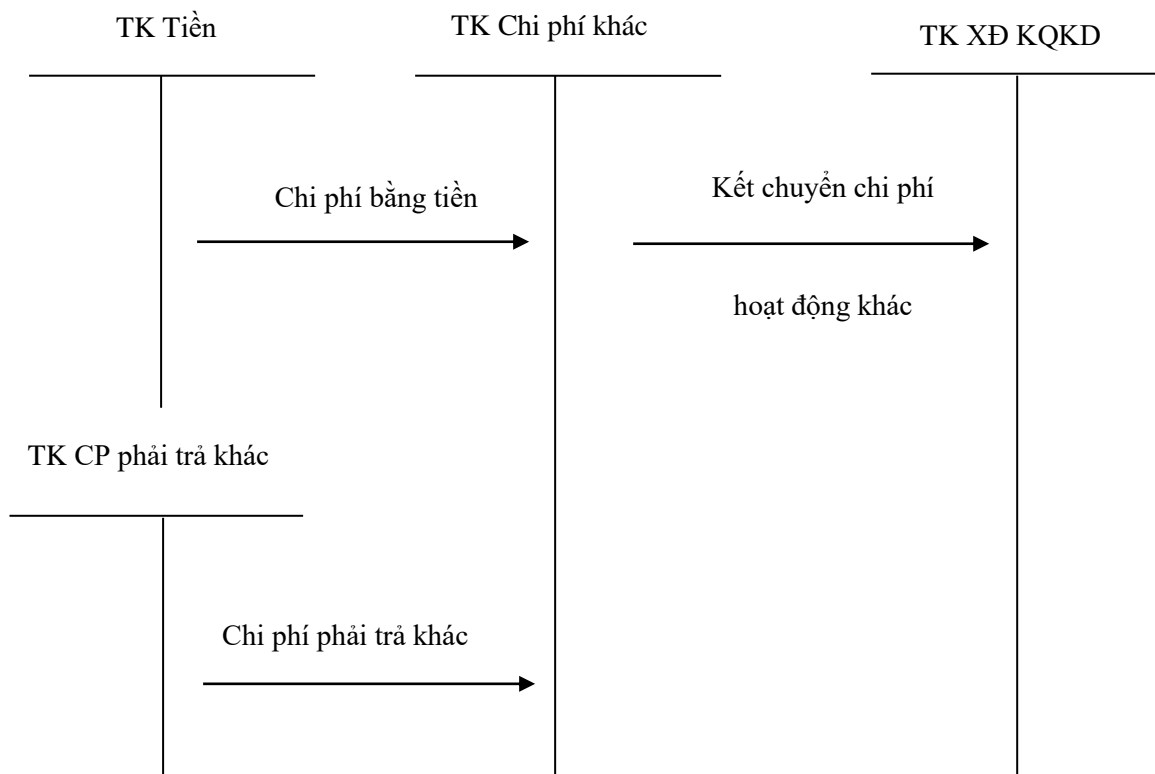 TK Tiền
TK Chi phí khác
TK XĐ KQKD
Chi phí bằng tiền
Kết chuyển chi phí
hoạt động khác
TK CP phải trả khác
Chi phí phải trả khác